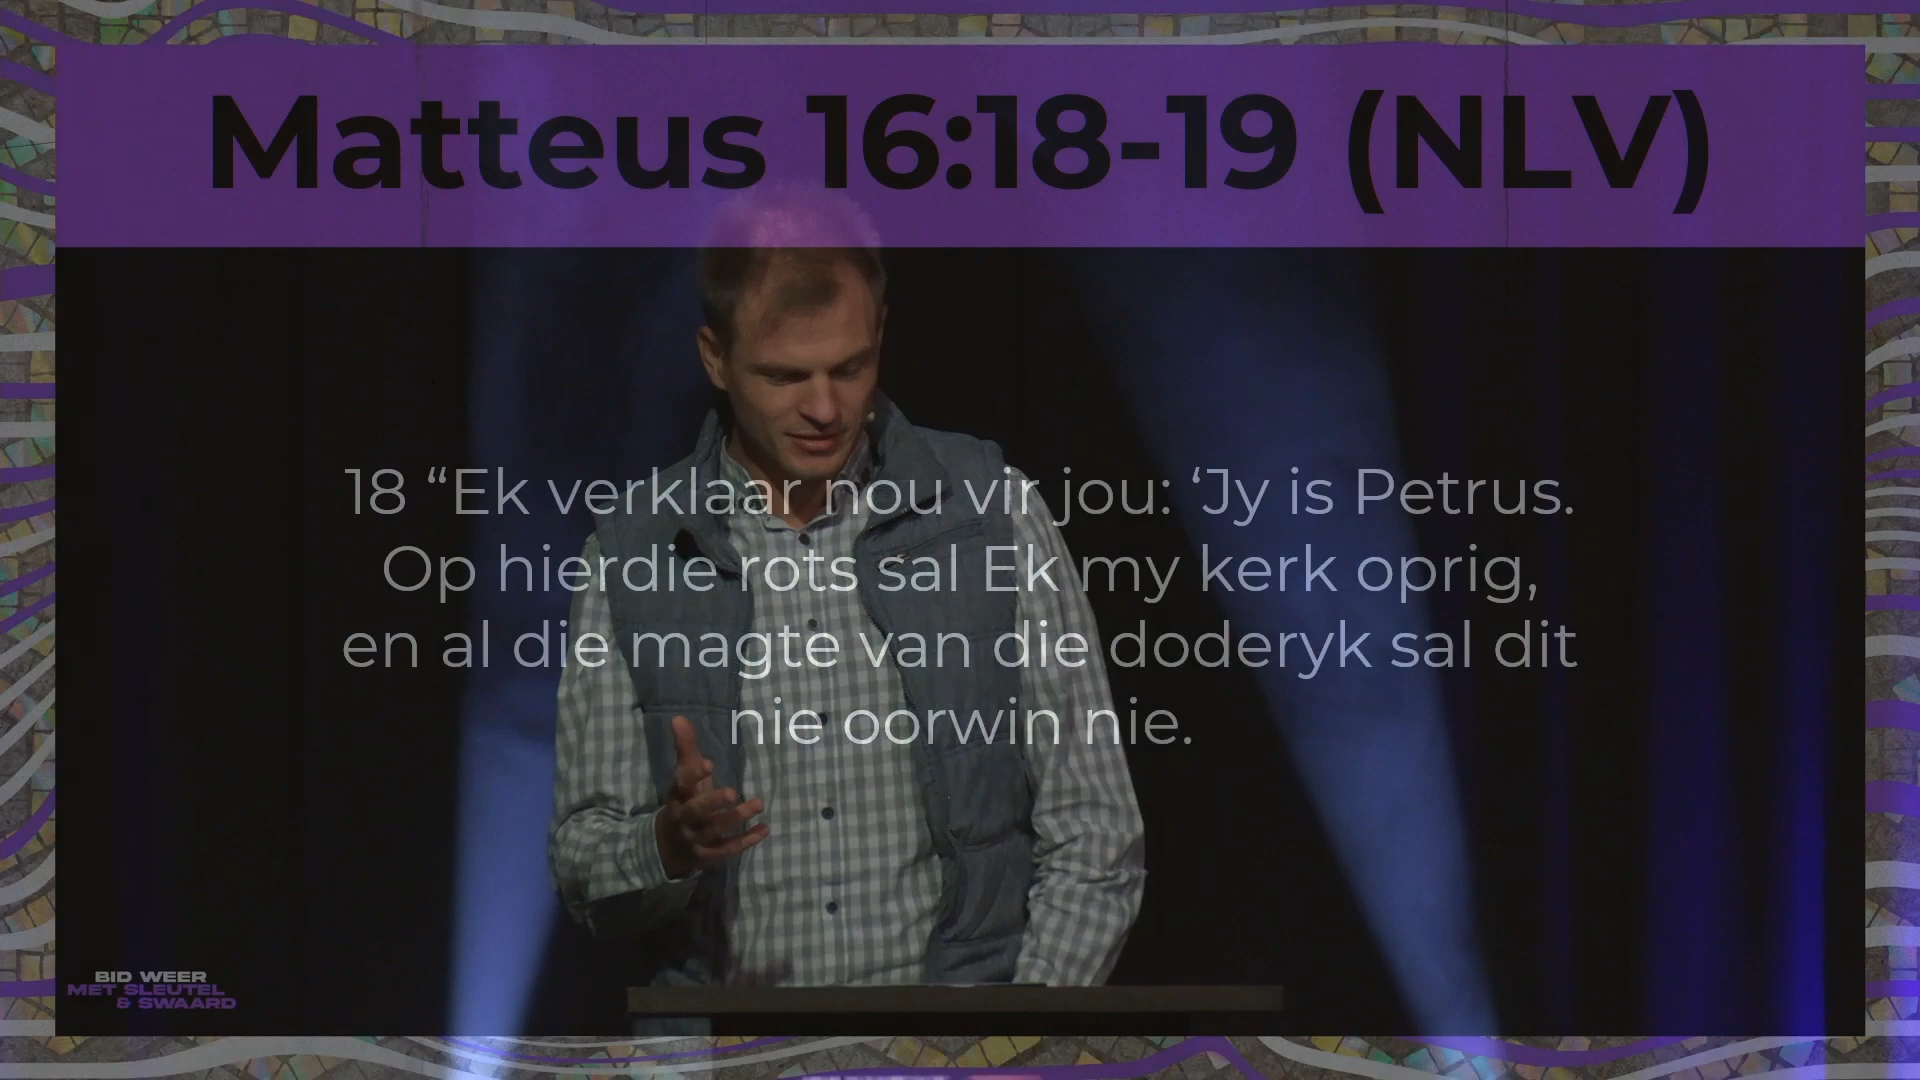 Matteus 16:18-19 (NLV)
18 “Ek verklaar nou vir jou: ‘Jy is Petrus.
Op hierdie rots sal Ek my kerk oprig,
en al die magte van die doderyk sal dit
nie oorwin nie.
BID WEER
MET SLEUTEL
& SWAARD